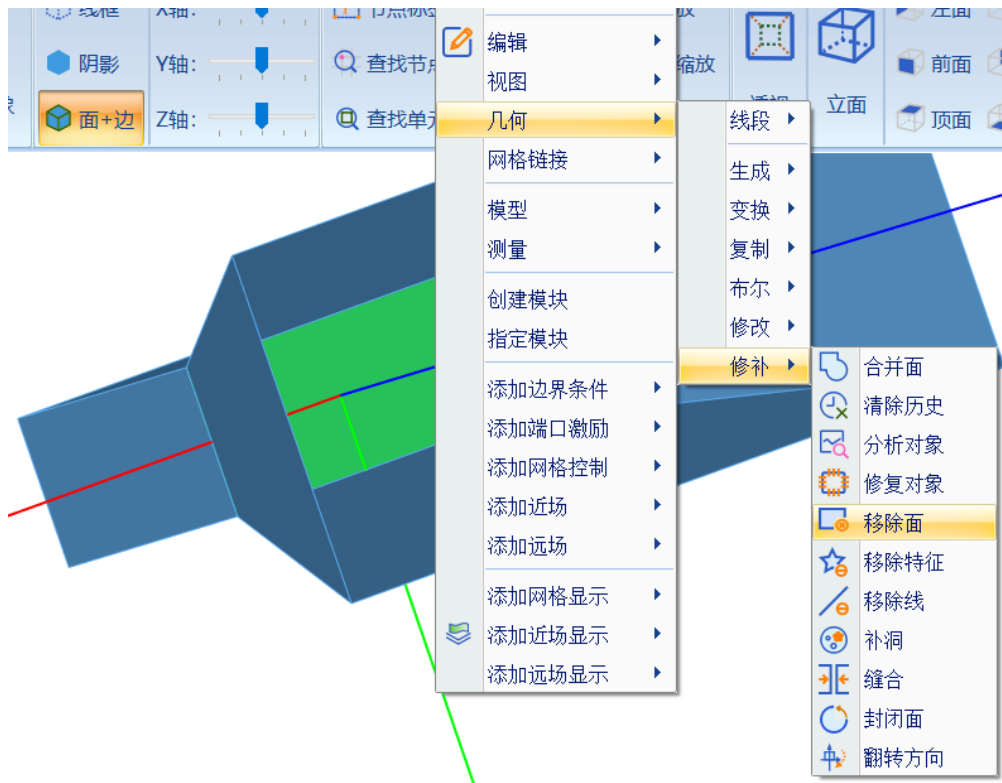 线框
X轴:
节点标签
左面
阴影
Y轴:
查找节点
缩放
前面
面+边
Z轴:
查找单元
透视
立面
顶面
编辑
视图
几何
网格链接
模型
测量
创建模块
指定模块
添加边界条件
添加端口激励
添加网格控制
添加近场
添加远场
添加网格显示
添加近场显示
添加远场显示
线段
生成
变换
复制
布尔
修改
修补
合并面
清除历史
分析对象
修复对象
移除面
移除特征
移除线
补洞
缝合
封闭面
翻转方向